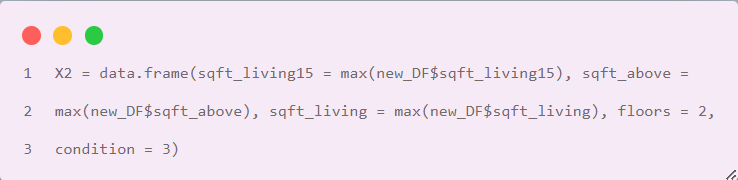 1 X2 = data.frame(sqft_living15 = max(new_DF$sqft_living15), sqft_above =
2 max(new_DF$sqft_above), sqft_living = max(new_DF$sqft_living), floors = 2,
3 condition = 3)